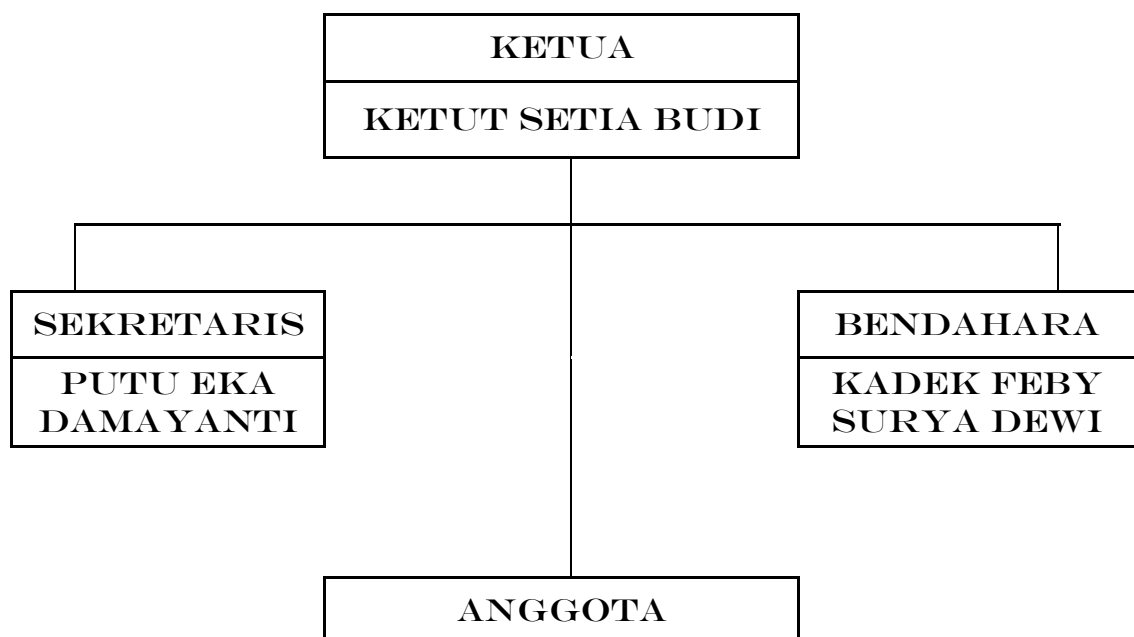 KETUA
KETUT SETIA BUDI
SEKRETARIS
PUTU EKA
DAMAYANTI
BENDAHARA
KADEK FEBY
SURYA DEWI
ANGGOTA